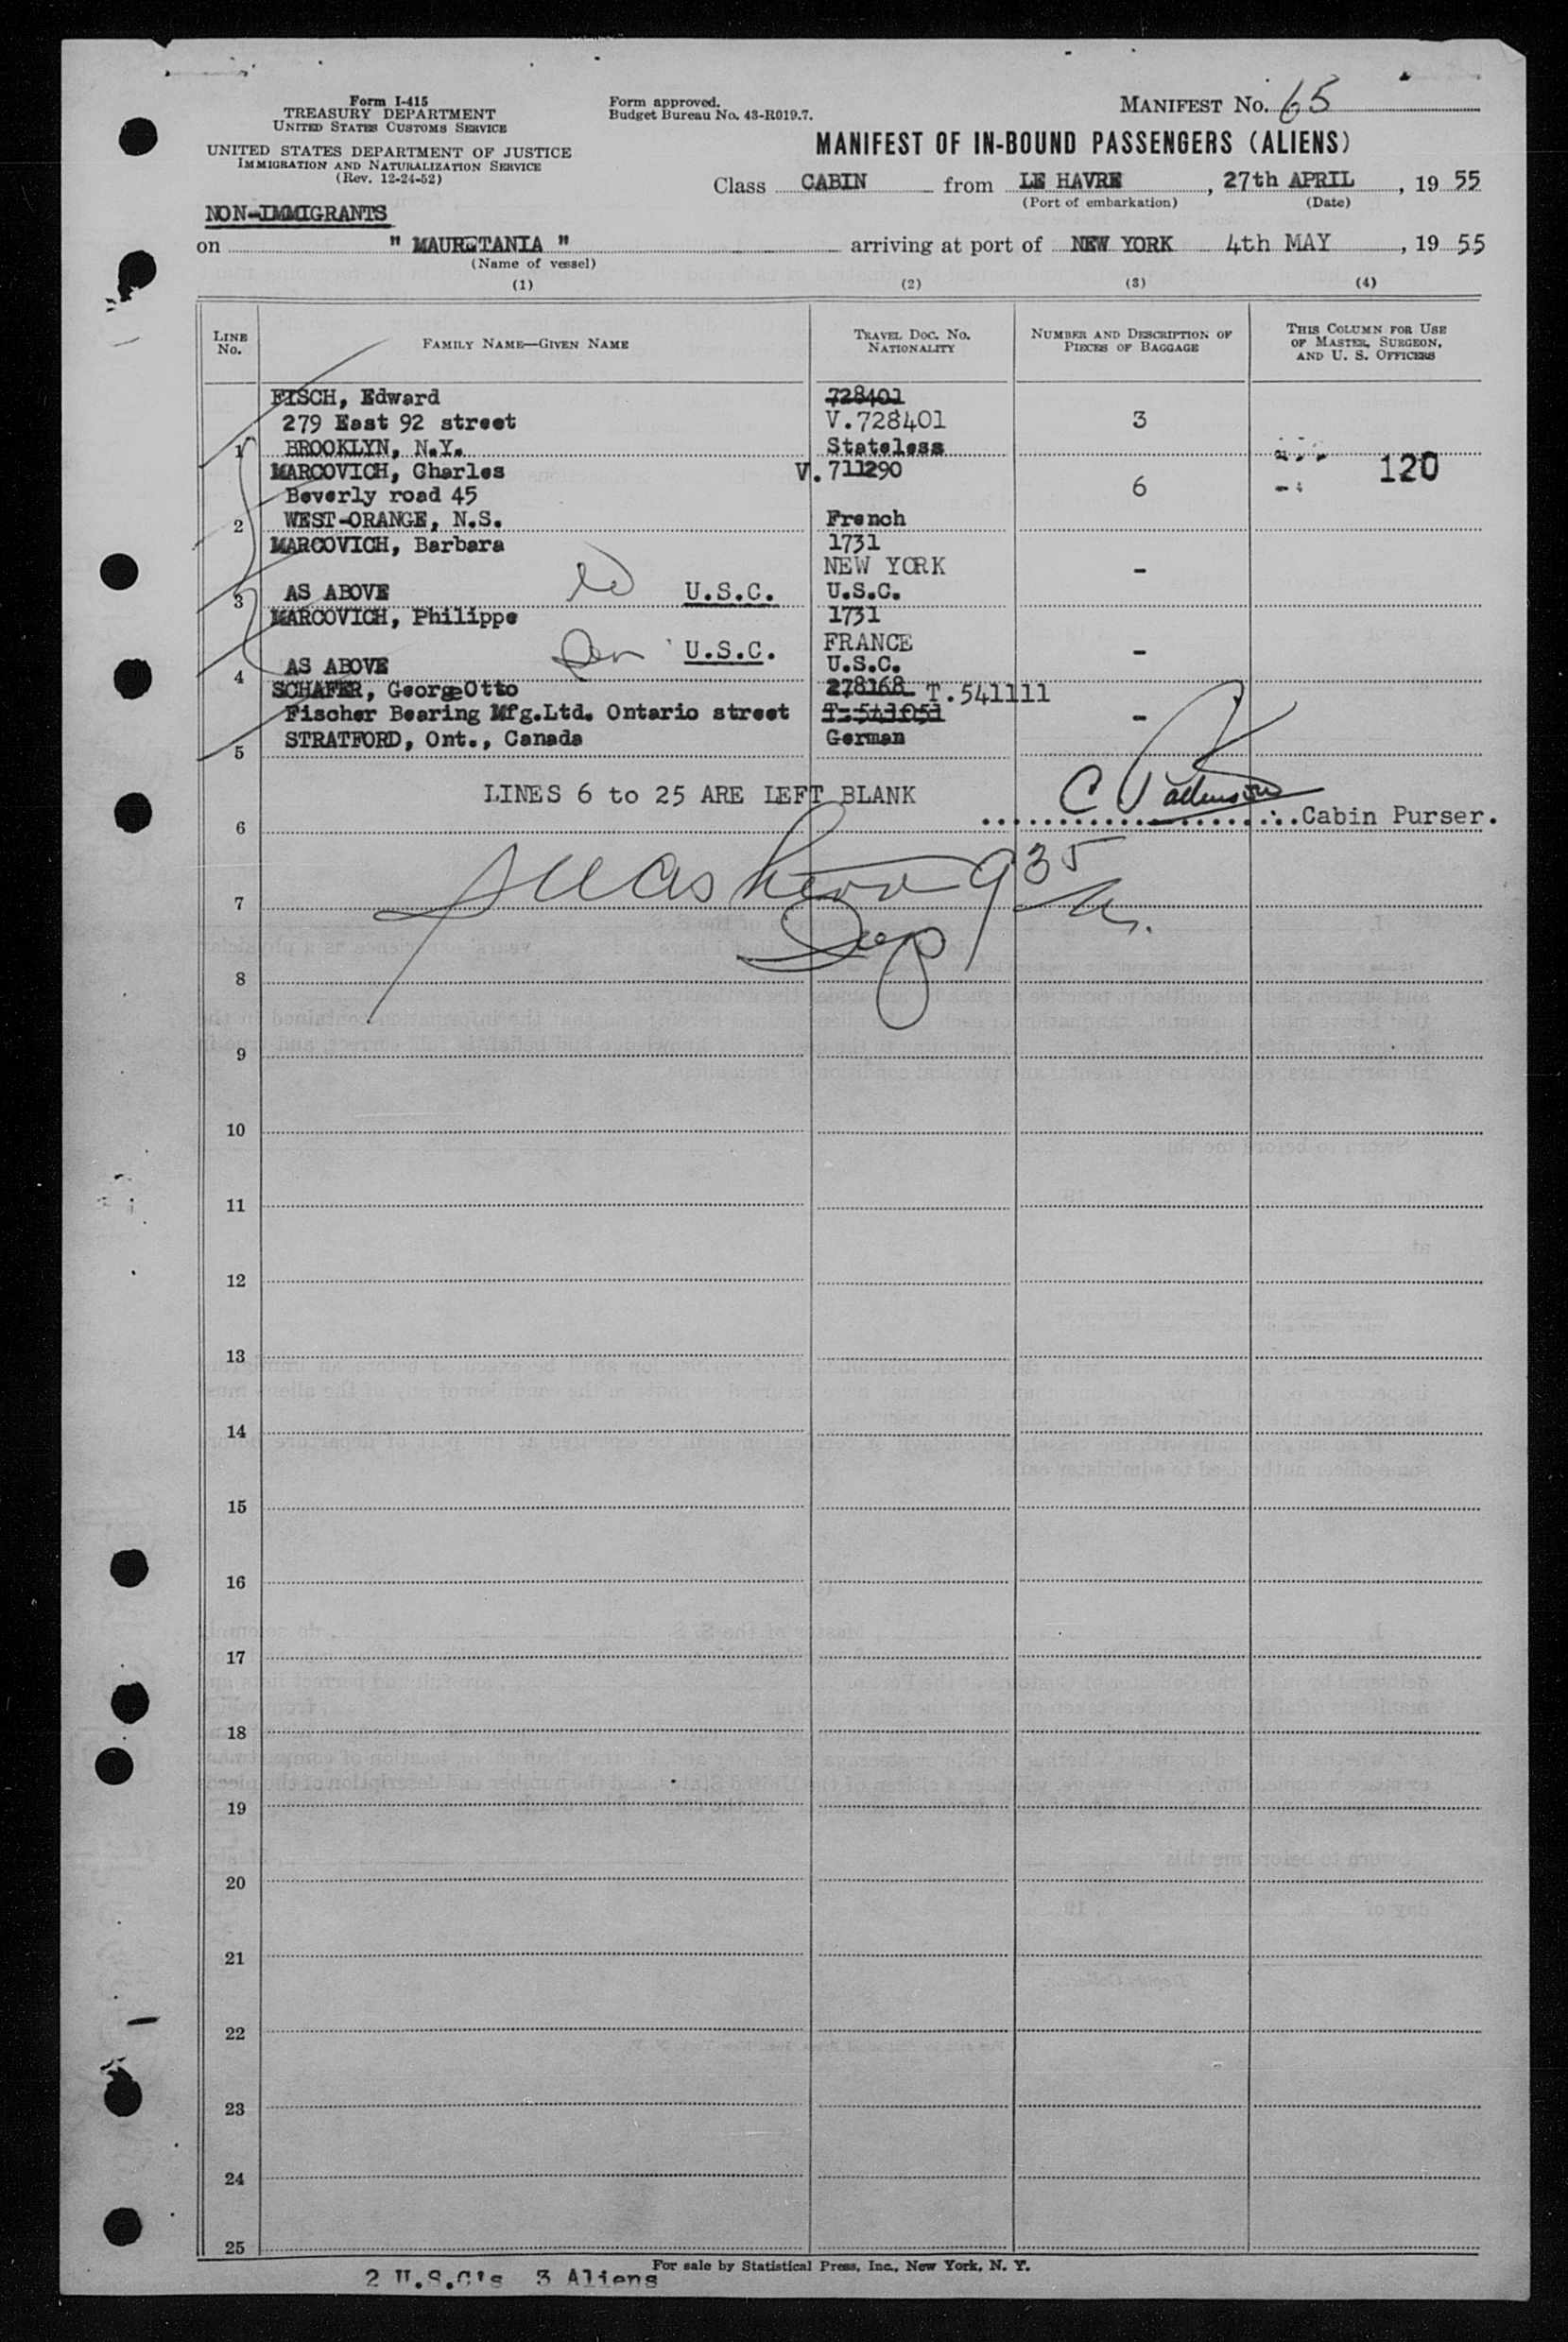 Form I-415
TREASURY DEPARTMENT
UNITED STATES CUSTOMS SERVICE
UNITED STATES DEPARTMENT OF JUSTICE
IMMIGRATION AND NATURALIZATION SERVICE
(Rev. 12-24-52)
Form approved.
Budget Bureau No. 43-R019.7.
MANIFEST No. 65
MANIFEST OF IN-BOUND PASSENGERS (ALIENS)
Class CABIN from LE HAVRE, 27th APRIL, 19 55
(Port of embarkation) (Date)
NON-IMMIGRANTS
on " MAURETANIA " arriving at port of NEW YORK 4th MAY, 19 55
(Name of vessel)
(1) (2) (3) (4)
LINE No. FAMILY NAME—GIVEN NAME TRAVEL DOC. NO. NATIONALITY NUMBER AND DESCRIPTION OF PIECES OF BAGGAGE THIS COLUMN FOR USE OF MASTER, SURGEON, AND U. S. OFFICERS
FISCH, Edward 728401
279 East 92 street V.728401 3
1 BROOKLYN, N.Y. Stateless
MARCOVICH, Charles V.711290 120
Beverly road 45 6
2 WEST-ORANGE, N.S. French
MARCOVICH, Barbara 1731
NEW YORK -
3 AS ABOVE U.S.C. U.S.C.
MARCOVICH, Philippe 1731
U.S.C. FRANCE -
4 AS ABOVE U.S.C.
SCHAFER, George Otto 278168 T.541111
Fischer Bearing Mfg.Ltd. Ontario street -
5 STRATFORD, Ont., Canada German
LINES 6 to 25 ARE LEFT BLANK
6 Cabin Purser.
7 935
8
9
10
11
12
13
14
15
16
17
18
19
20
21
22
23
24
25
For sale by Statistical Press, Inc., New York, N. Y.
2 U.S.C's 3 Aliens